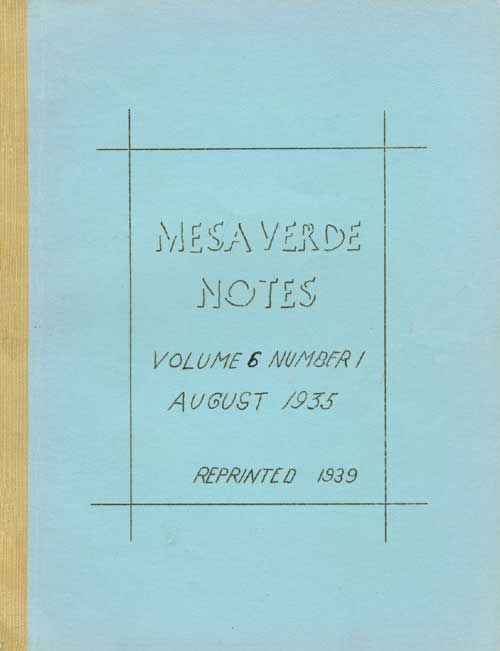 MESA VERDE
NOTES
VOLUME 6 NUMBER 1
AUGUST 1935
REPRINTED 1939